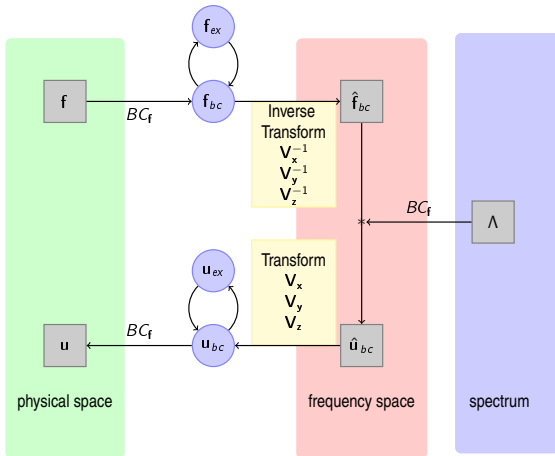 f_ex
f
BC_f
f_bc
Inverse
Transform
V_x^{-1}
V_y^{-1}
V_z^{-1}
f̂_bc
*
BC_f
Λ
Transform
V_x
V_y
V_z
u_ex
u
BC_f
u_bc
û_bc
physical space
frequency space
spectrum